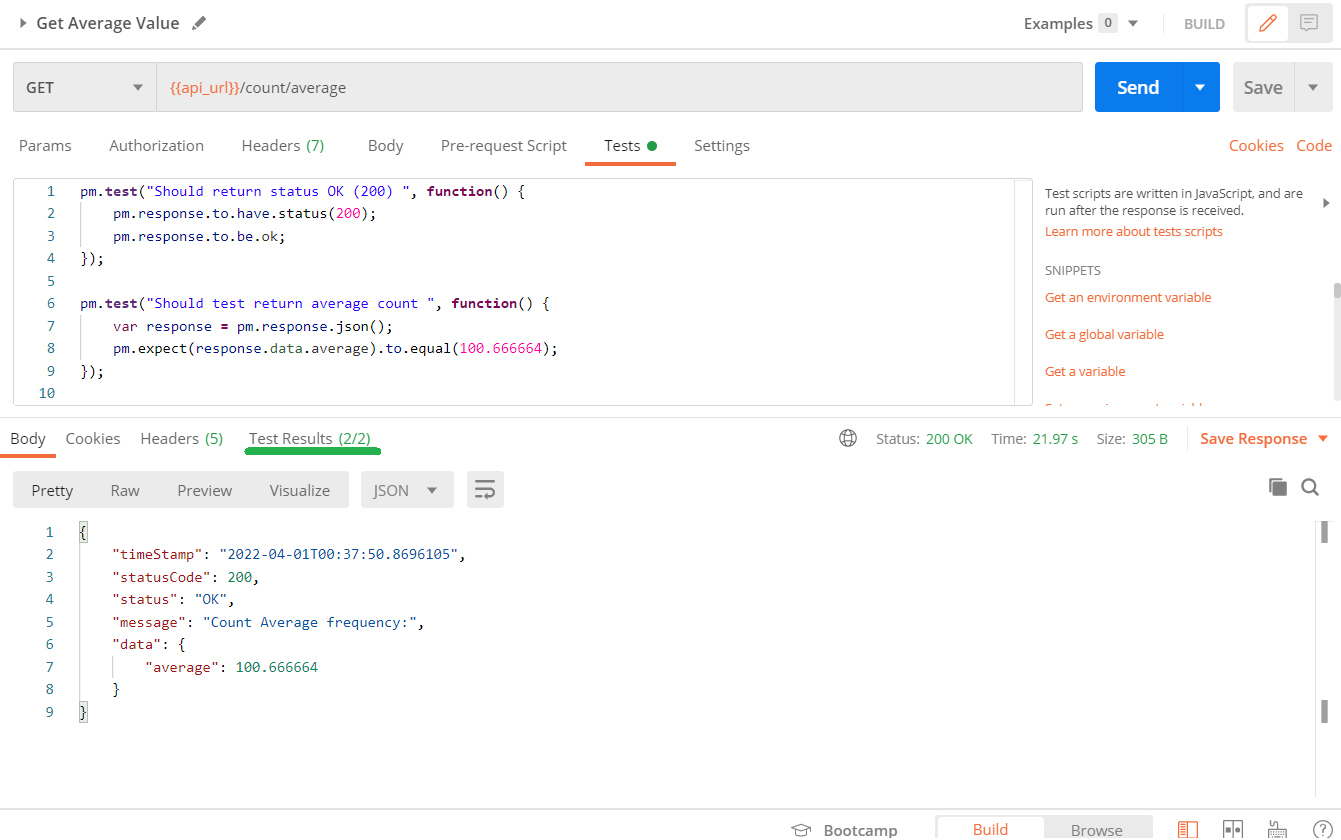 Get Average Value
Examples 0
BUILD
GET
{{api_url}}/count/average
Send
Save
Params Authorization Headers (7) Body Pre-request Script Tests Settings
Cookies Code
1 pm.test("Should return status OK (200) ", function() {
2 pm.response.to.have.status(200);
3 pm.response.to.be.ok;
4 });
5
6 pm.test("Should test return average count ", function() {
7 var response = pm.response.json();
8 pm.expect(response.data.average).to.equal(100.666664);
9 });
10
Test scripts are written in JavaScript, and are
run after the response is received.
Learn more about tests scripts
SNIPPETS
Get an environment variable
Get a global variable
Get a variable
Body Cookies Headers (5) Test Results (2/2)
Status: 200 OK Time: 21.97 s Size: 305 B Save Response
Pretty Raw Preview Visualize JSON
1 {
2 "timeStamp": "2022-04-01T00:37:50.8696105",
3 "statusCode": 200,
4 "status": "OK",
5 "message": "Count Average frequency:",
6 "data": {
7 "average": 100.666664
8 }
9 }
Bootcamp Build Browse